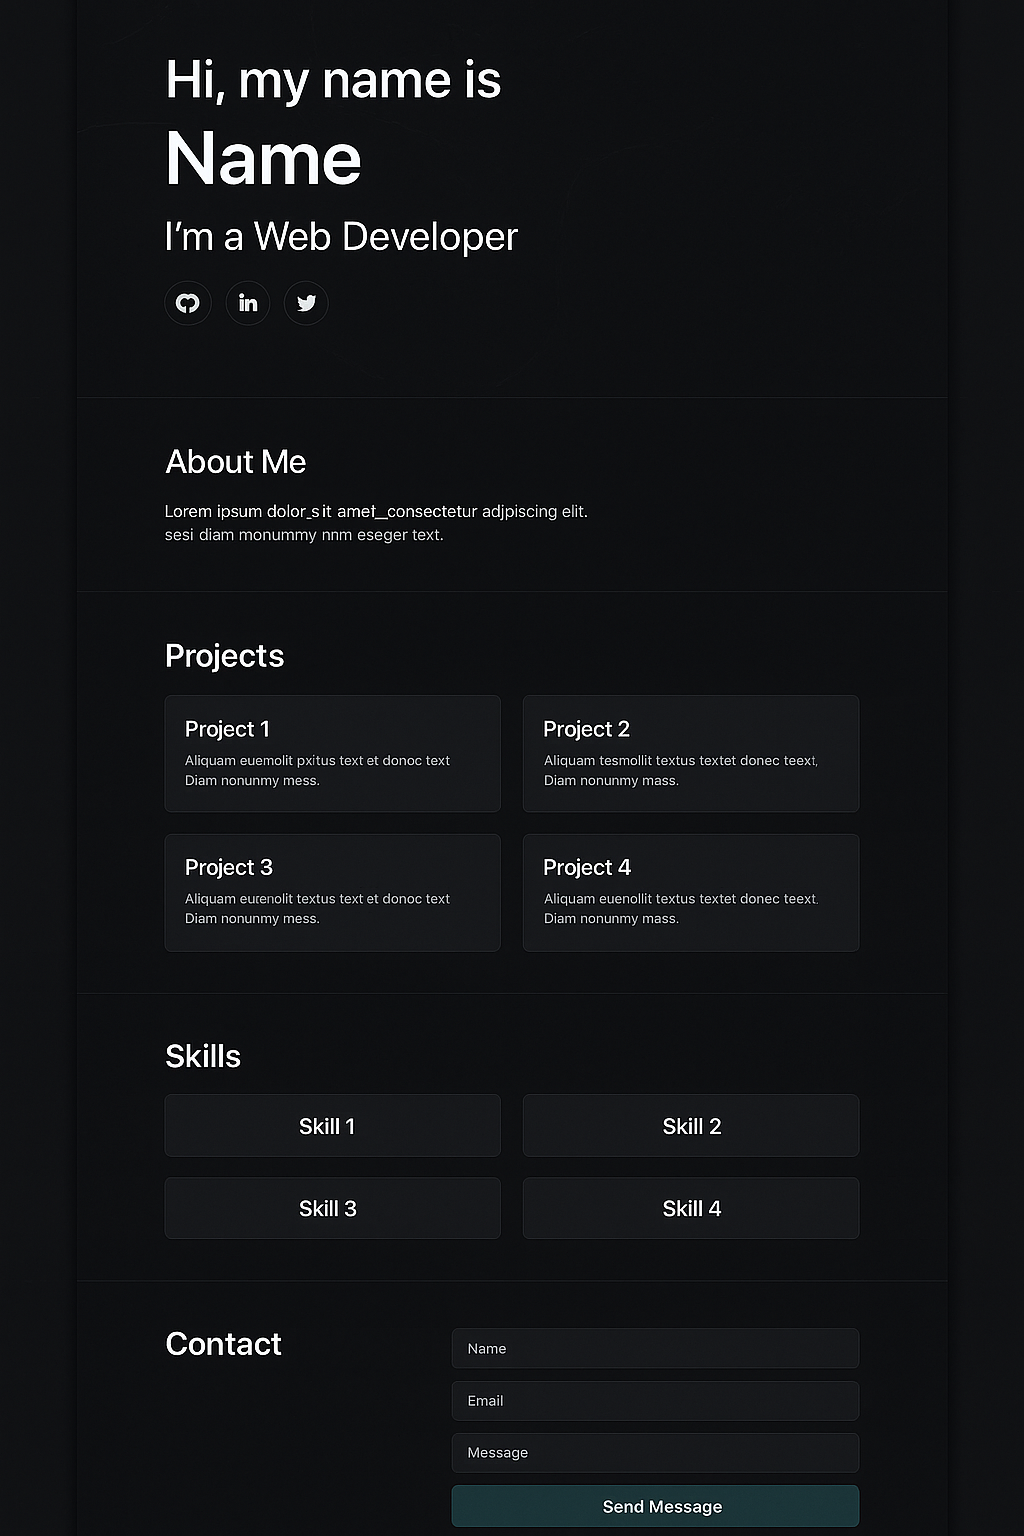 Hi, my name is
Name
I'm a Web Developer
in
About Me
Lorem ipsum dolor_sit amet_consectetur adjpiscing elit.
sesi diam monummy nnm eseger text.
Projects
Project 1
Aliquam euemolit pxitus text et donoc text
Diam nonunmy mess.
Project 2
Aliquam tesmollit textus textet donec teext,
Diam nonunmy mass.
Project 3
Aliquam eurenolit textus text et donoc text
Diam nonunmy mess.
Project 4
Aliquam euenollit textus textet donec teext.
Diam nonunmy mass.
Skills
Skill 1
Skill 2
Skill 3
Skill 4
Contact
Name
Email
Message
Send Message